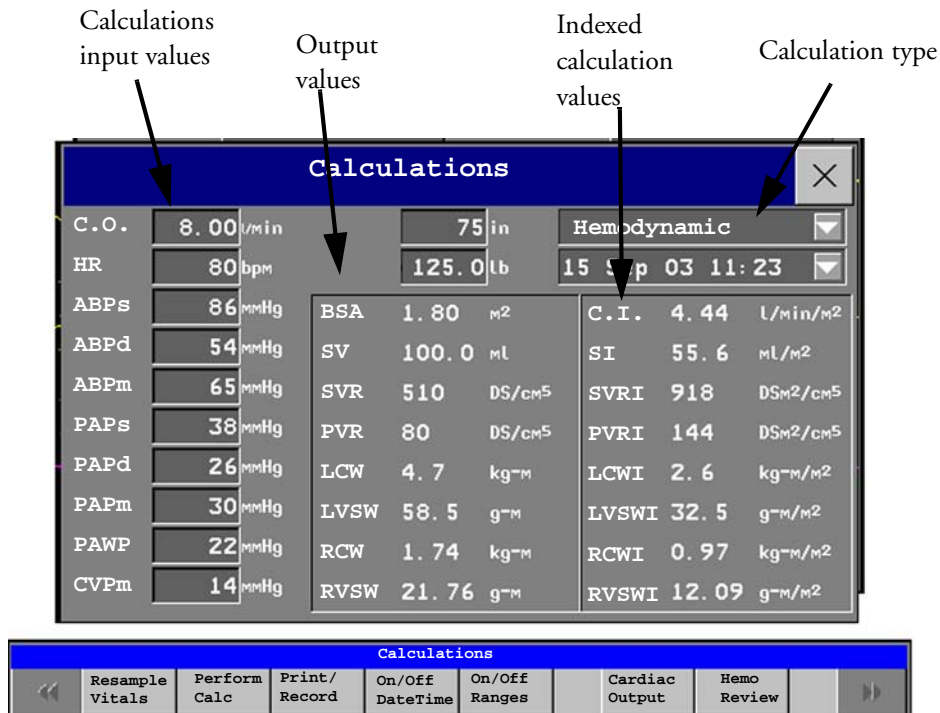 Calculations
input values
Output
values
Indexed
calculation
values
Calculation type
Calculations
C.O. 8.00 l/min 75 in Hemodynamic
HR 80 bpm 125.0 lb 15 Sep 03 11:23
ABPs 86 mmHg BSA 1.80 m2 C.I. 4.44 l/min/m2
ABPd 54 mmHg SV 100.0 ml SI 55.6 ml/m2
ABPm 65 mmHg SVR 510 DS/cm5 SVRI 918 DSm2/cm5
PAPs 38 mmHg PVR 80 DS/cm5 PVRI 144 DSm2/cm5
PAPd 26 mmHg LCW 4.7 kg-m LCWI 2.6 kg-m/m2
PAPm 30 mmHg LVSW 58.5 g-m LVSWI 32.5 g-m/m2
PAWP 22 mmHg RCW 1.74 kg-m RCWI 0.97 kg-m/m2
CVPm 14 mmHg RVSW 21.76 g-m RVSWI 12.09 g-m/m2
Calculations
Resample Perform Print/ On/Off On/Off Cardiac Hemo
Vitals Calc Record DateTime Ranges Output Review